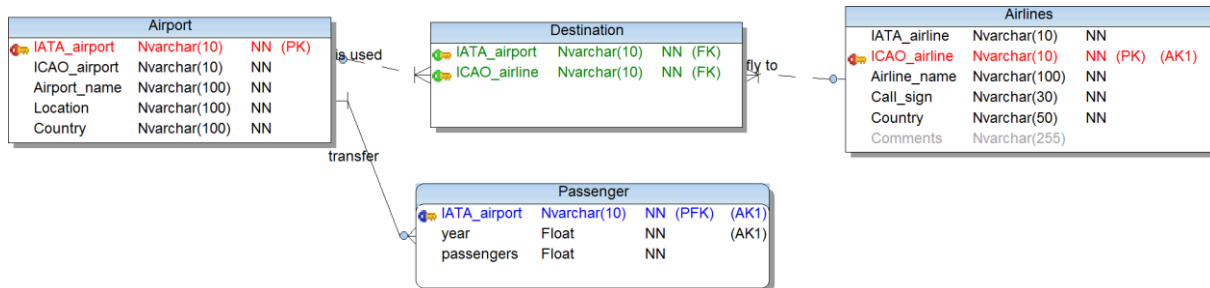 Airport
IATA_airport Nvarchar(10) NN (PK)
ICAO_airport Nvarchar(10) NN
Airport_name Nvarchar(100) NN
Location Nvarchar(100) NN
Country Nvarchar(100) NN
is used
Destination
IATA_airport Nvarchar(10) NN (FK)
ICAO_airline Nvarchar(10) NN (FK)
fly to
Airlines
IATA_airline Nvarchar(10) NN
ICAO_airline Nvarchar(10) NN (PK) (AK1)
Airline_name Nvarchar(100) NN
Call_sign Nvarchar(30) NN
Country Nvarchar(50) NN
Comments Nvarchar(255)
transfer
Passenger
IATA_airport Nvarchar(10) NN (PFK) (AK1)
year Float NN (AK1)
passengers Float NN